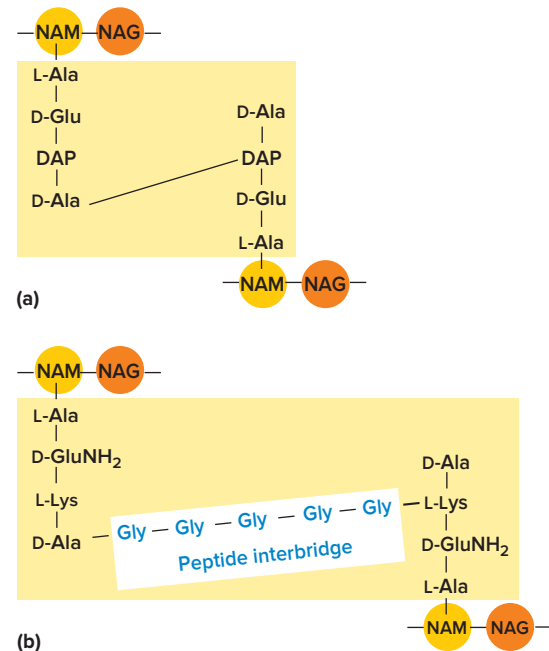 NAM NAG
L-Ala
D-Glu
D-Ala
DAP
DAP
D-Ala
D-Glu
L-Ala
NAM NAG
(a)
NAM NAG
L-Ala
D-GluNH₂
D-Ala
L-Lys
L-Lys
Gly Gly Gly Gly Gly
D-Ala
Peptide interbridge
D-GluNH₂
L-Ala
NAM NAG
(b)